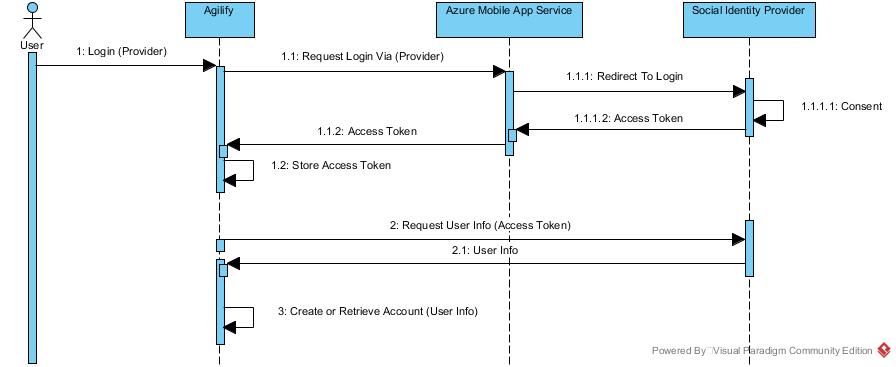 Agilify
Azure Mobile App Service
Social Identity Provider
User
1: Login (Provider)
1.1: Request Login Via (Provider)
1.1.1: Redirect To Login
1.1.1.1: Consent
1.1.1.2: Access Token
1.1.2: Access Token
1.2: Store Access Token
2: Request User Info (Access Token)
2.1: User Info
3: Create or Retrieve Account (User Info)
Powered By Visual Paradigm Community Edition